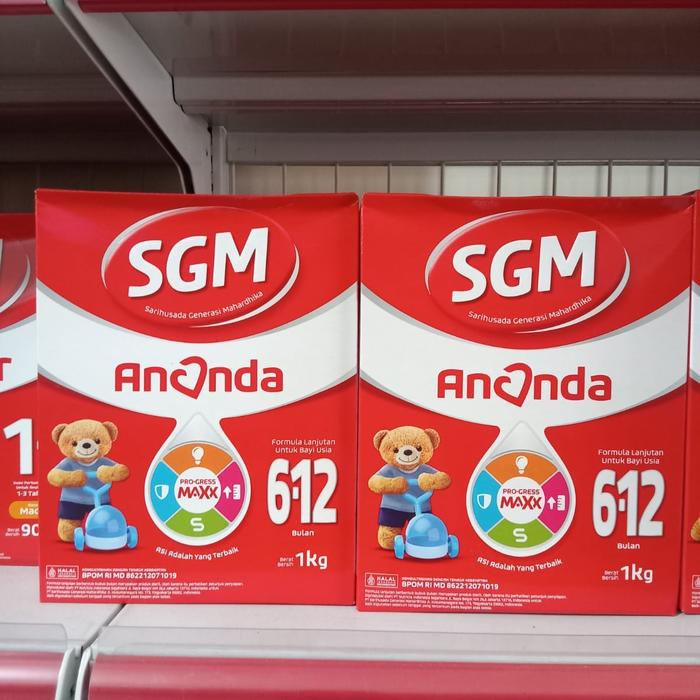 SGM
Sarihusada Generasi Mahardhika
Ananda
PRO-GRESS
MAXX
Formula Lanjutan
Untuk Bayi Usia
6-12
Bulan
ASI Adalah Yang Terbaik
Berat
Bersih 1kg
HALAL
BPOM RI MD 862212071019
SGM
Sarihusada Generasi Mahardhika
Ananda
PRO-GRESS
MAXX
Formula Lanjutan
Untuk Bayi Usia
6-12
Bulan
ASI Adalah Yang Terbaik
Berat
Bersih 1kg
HALAL
BPOM RI MD 862212071019